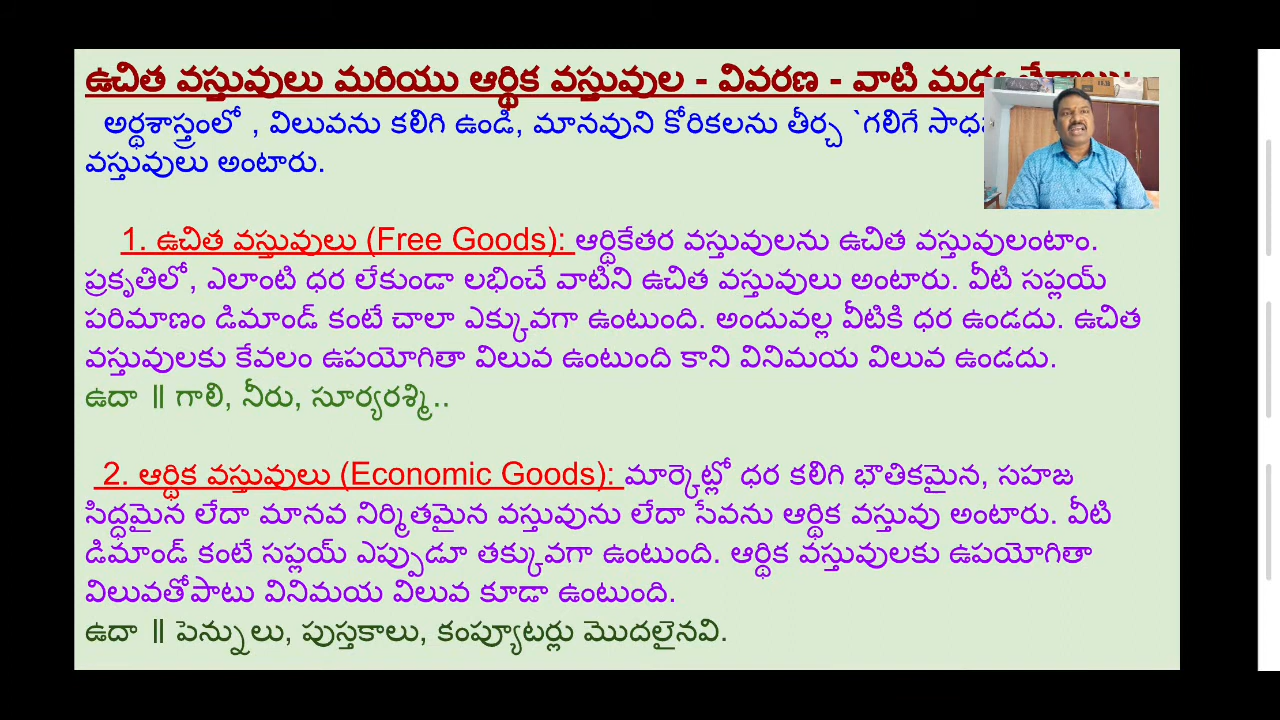 ఉచిత వస్తువులు మరియు ఆర్థిక వస్తువుల - వివరణ - వాటి
అర్థశాస్త్రంలో , విలువను కలిగి ఉండి, మానవుని కోరికలను తీర్చ `గలిగే
వస్తువులు అంటారు.
1. ఉచిత వస్తువులు (Free Goods): ఆర్థికేతర వస్తువులను ఉచిత వస్తువులంటాం.
ప్రకృతిలో, ఎలాంటి ధర లేకుండా లభించే వాటిని ఉచిత వస్తువులు అంటారు. వీటి సప్లయ్
పరిమాణం డిమాండ్ కంటే చాలా ఎక్కువగా ఉంటుంది. అందువల్ల వీటికి ధర ఉండదు. ఉచిత
వస్తువులకు కేవలం ఉపయోగితా విలువ ఉంటుంది కాని వినిమయ విలువ ఉండదు.
ఉదా ॥ గాలి, నీరు, సూర్యరశ్మి..
2. ఆర్థిక వస్తువులు (Economic Goods): మార్కెట్లో ధర కలిగి భౌతికమైన, సహజ
సిద్ధమైన లేదా మానవ నిర్మితమైన వస్తువును లేదా సేవను ఆర్థిక వస్తువు అంటారు. వీటి
డిమాండ్ కంటే సప్లయ్ ఎప్పుడూ తక్కువగా ఉంటుంది. ఆర్థిక వస్తువులకు ఉపయోగితా
విలువతోపాటు వినిమయ విలువ కూడా ఉంటుంది.
ఉదా ॥ పెన్నులు, పుస్తకాలు, కంప్యూటర్లు మొదలైనవి.